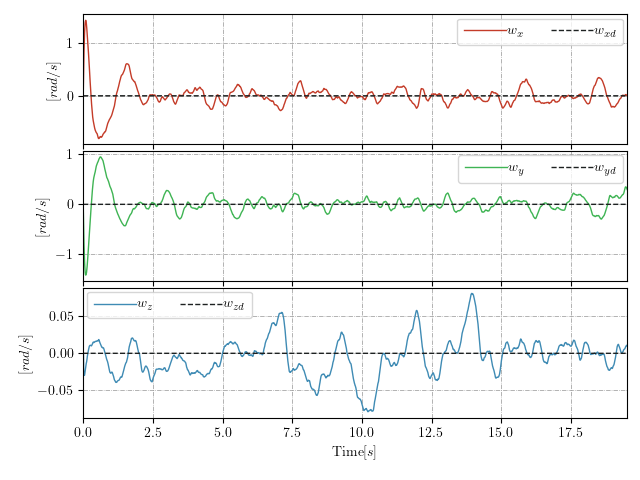 1
0
[rad/s]
w_x
w_xd
1
0
−1
[rad/s]
w_y
w_yd
0.05
0.00
−0.05
[rad/s]
w_z
w_zd
0.0 2.5 5.0 7.5 10.0 12.5 15.0 17.5
Time[s]